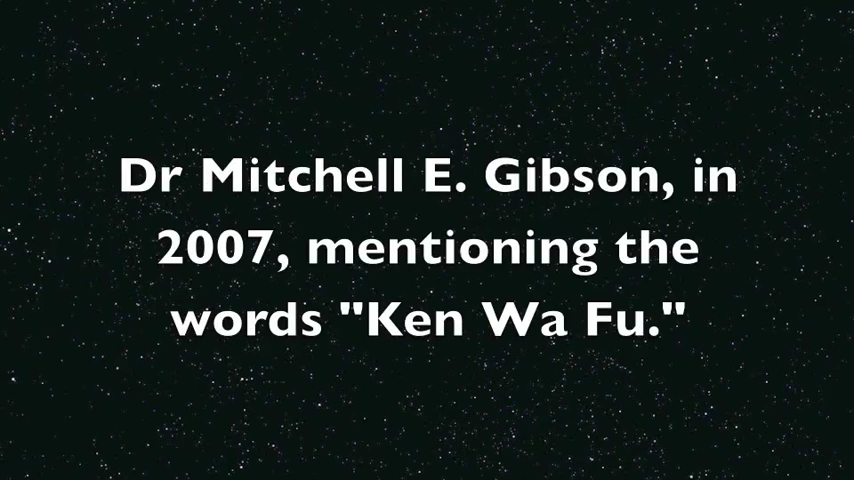 Dr Mitchell E. Gibson, in
2007, mentioning the
words "Ken Wa Fu."